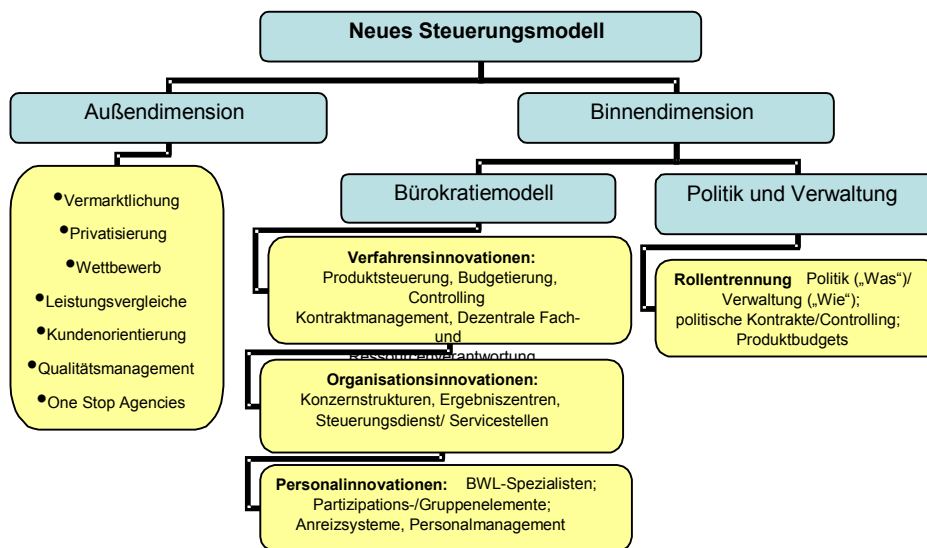 Neues Steuerungsmodell
Außendimension
Binnendimension
•Vermarktlichung
•Privatisierung
•Wettbewerb
•Leistungsvergleiche
•Kundenorientierung
•Qualitätsmanagement
•One Stop Agencies
Bürokratiemodell
Politik und Verwaltung
Verfahrensinnovationen:
Produktsteuerung, Budgetierung,
Controlling
Kontraktmanagement, Dezentrale Fach-
und
Ressourcenverantwortung
Organisationsinnovationen:
Konzernstrukturen, Ergebniszentren,
Steuerungsdienst/ Servicestellen
Personalinnovationen: BWL-Spezialisten;
Partizipations-/Gruppenelemente;
Anreizsysteme, Personalmanagement
Rollentrennung Politik („Was“)/
Verwaltung („Wie“);
politische Kontrakte/Controlling;
Produktbudgets